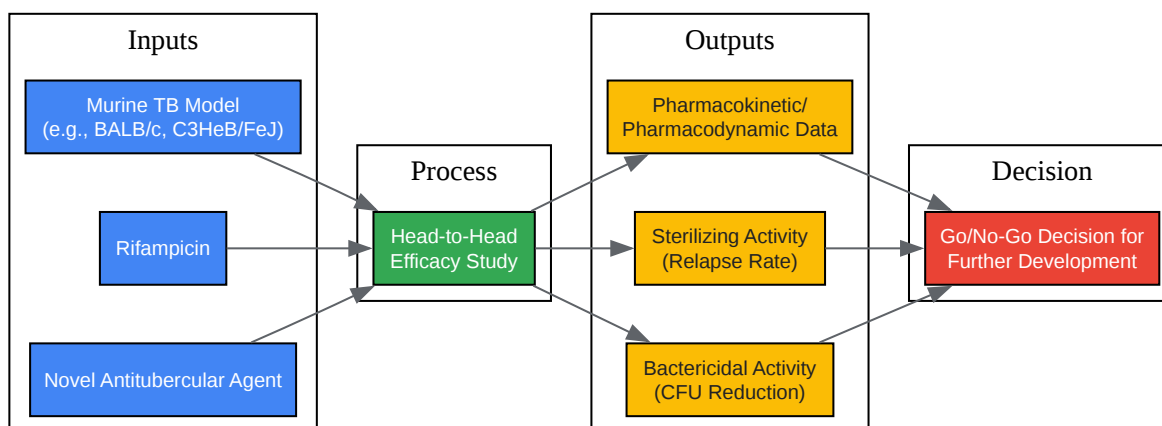 Inputs
Murine TB Model
(e.g., BALB/c, C3HeB/FeJ)
Rifampicin
Novel Antitubercular Agent
Process
Head-to-Head
Efficacy Study
Outputs
Pharmacokinetic/
Pharmacodynamic Data
Sterilizing Activity
(Relapse Rate)
Bactericidal Activity
(CFU Reduction)
Decision
Go/No-Go Decision for
Further Development